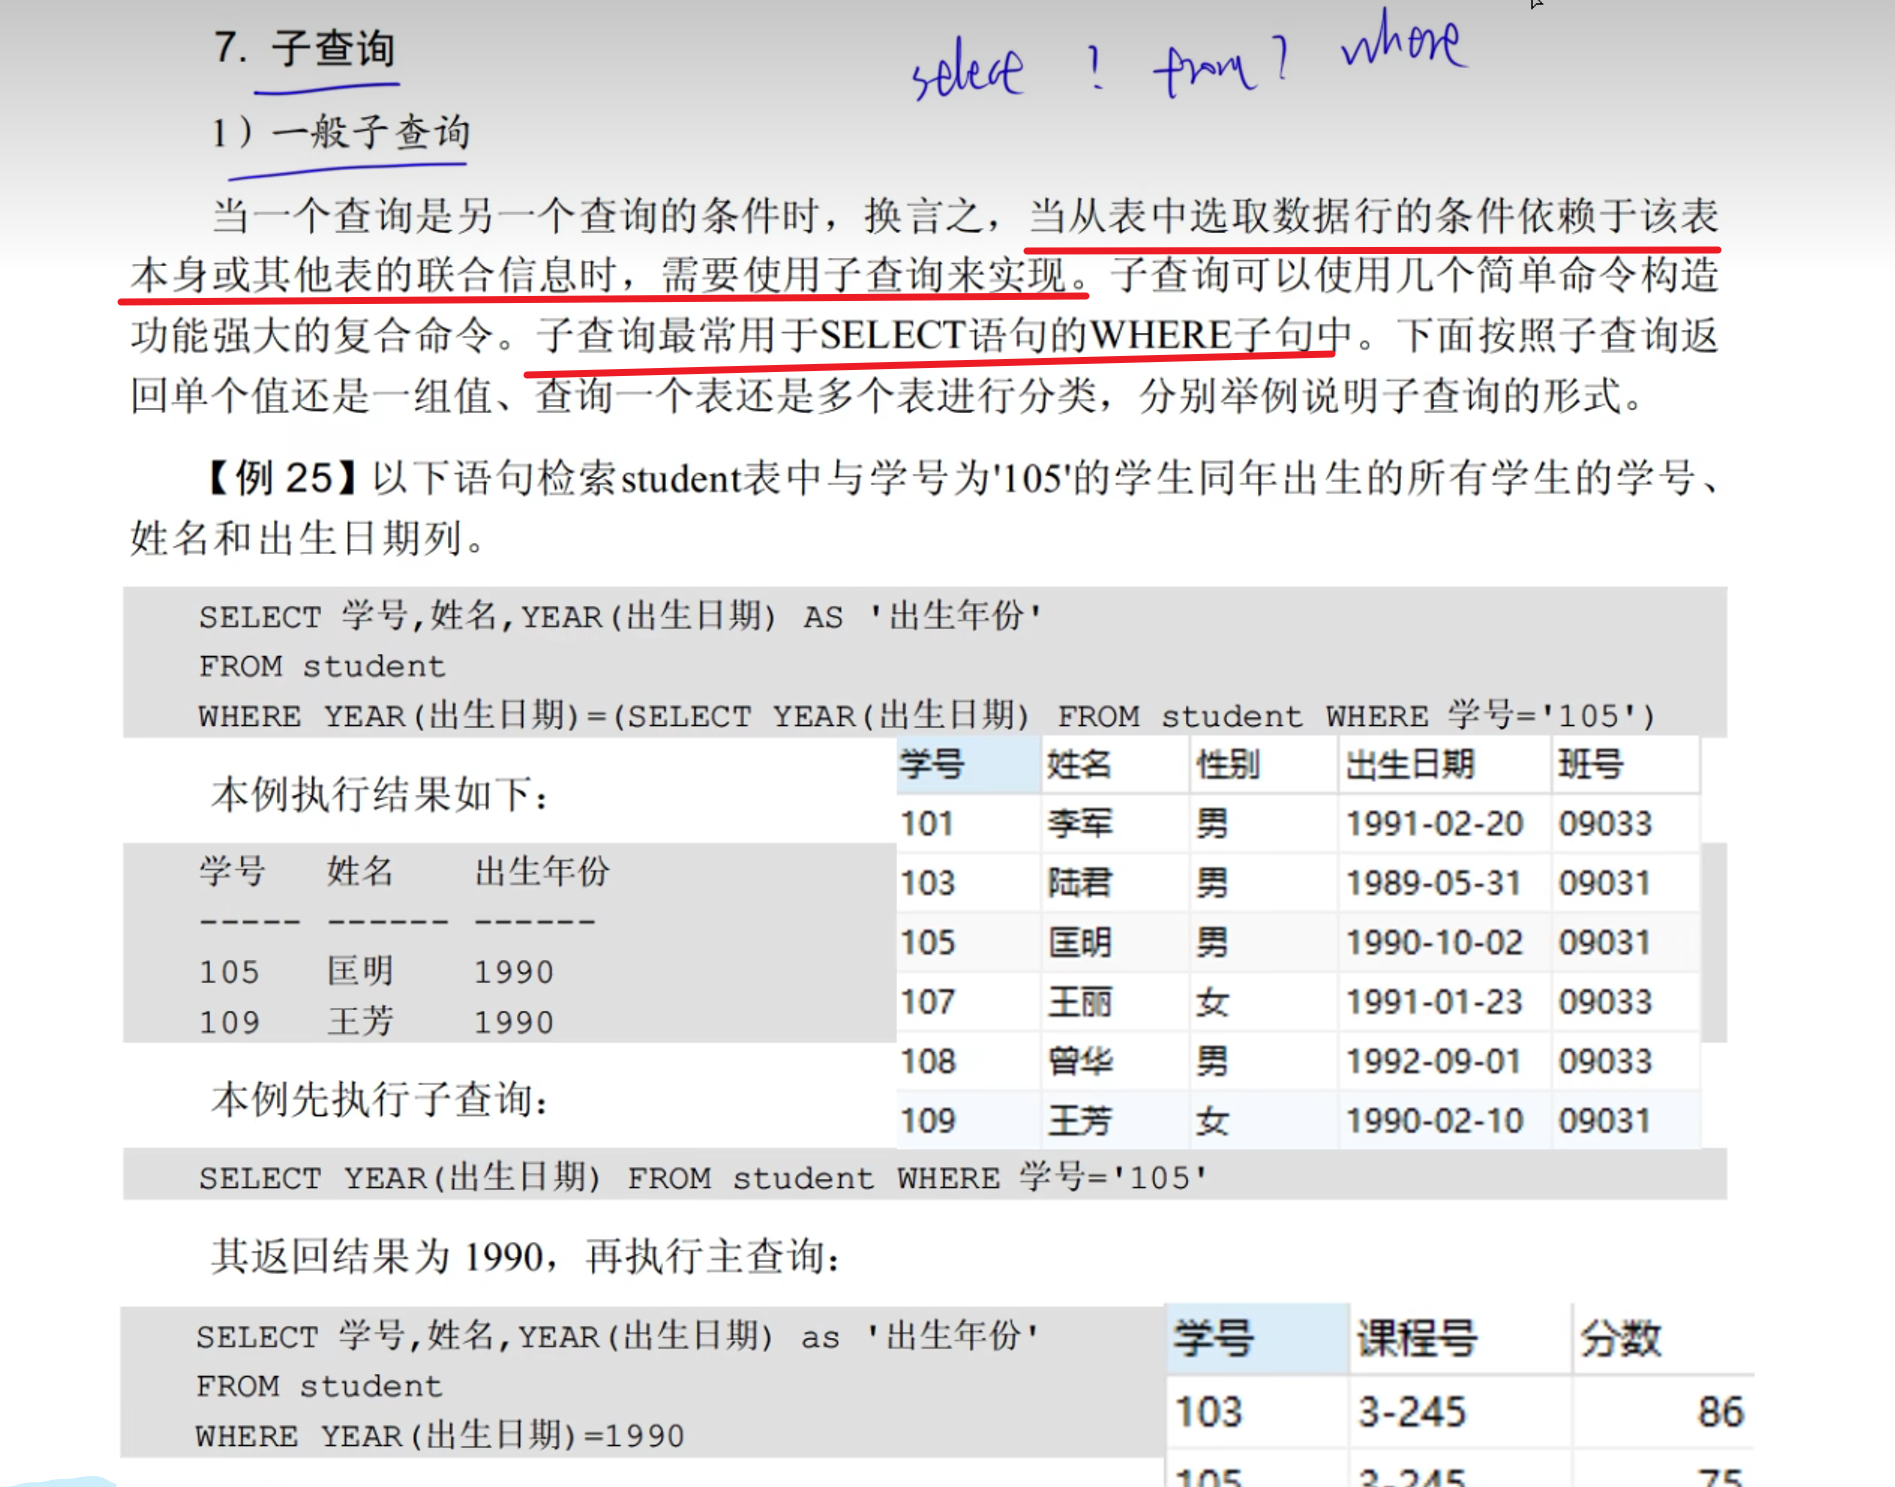 7. 子查询
select ? from? where
1）一般子查询
当一个查询是另一个查询的条件时，换言之，当从表中选取数据行的条件依赖于该表
本身或其他表的联合信息时，需要使用子查询来实现。子查询可以使用几个简单命令构造
功能强大的复合命令。子查询最常用于SELECT语句的WHERE子句中。下面按照子查询返
回单个值还是一组值、查询一个表还是多个表进行分类，分别举例说明子查询的形式。
【例 25】以下语句检索student表中与学号为'105'的学生同年出生的所有学生的学号、
姓名和出生日期列。
SELECT 学号,姓名,YEAR(出生日期) AS '出生年份'
FROM student
WHERE YEAR(出生日期)=(SELECT YEAR(出生日期) FROM student WHERE 学号='105')
本例执行结果如下：
学号 姓名 出生年份
----- ------ ------
105 匡明 1990
109 王芳 1990
学号 姓名 性别 出生日期 班号
101 李军 男 1991-02-20 09033
103 陆君 男 1989-05-31 09031
105 匡明 男 1990-10-02 09031
107 王丽 女 1991-01-23 09033
108 曾华 男 1992-09-01 09033
109 王芳 女 1990-02-10 09031
本例先执行子查询：
SELECT YEAR(出生日期) FROM student WHERE 学号='105'
其返回结果为 1990，再执行主查询：
SELECT 学号,姓名,YEAR(出生日期) as '出生年份'
FROM student
WHERE YEAR(出生日期)=1990
学号 课程号 分数
103 3-245 86
105 3-245 75